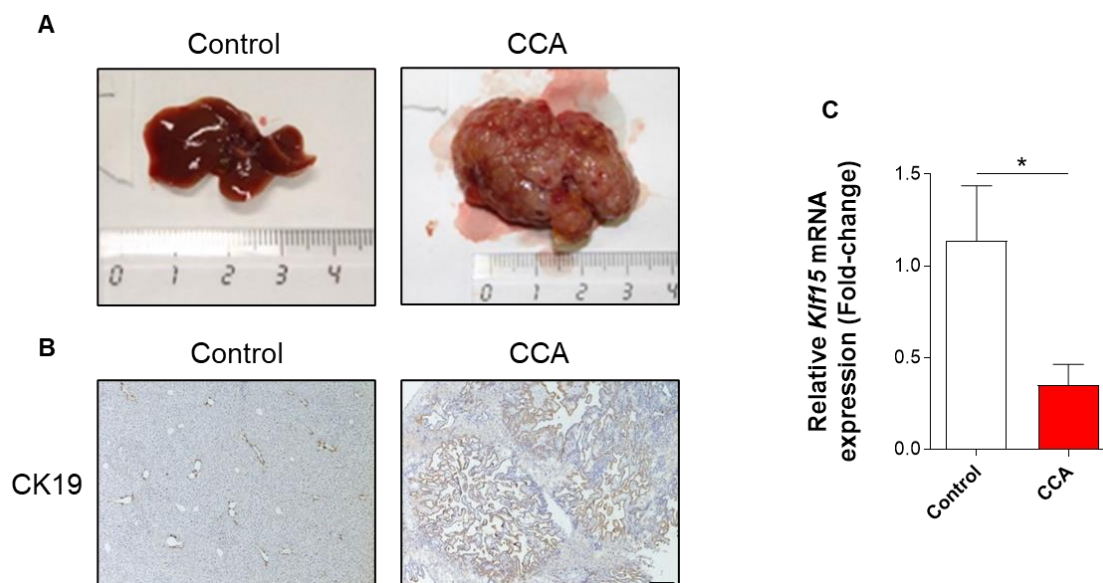 A
Control
CCA
0 1 2 3 4
0 1 2 3 4
B
Control
CCA
CK19
C
Relative Klf15 mRNA
expression (Fold-change)
1.5
1.0
0.5
0.0
*
Control
CCA